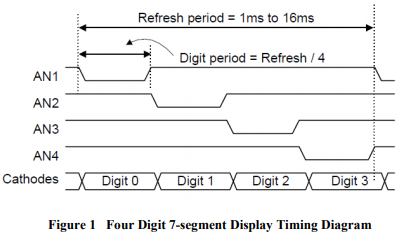 Refresh period = 1ms to 16ms
Digit period = Refresh / 4
AN1
AN2
AN3
AN4
Cathodes Digit 0 Digit 1 Digit 2 Digit 3
Figure 1 Four Digit 7-segment Display Timing Diagram